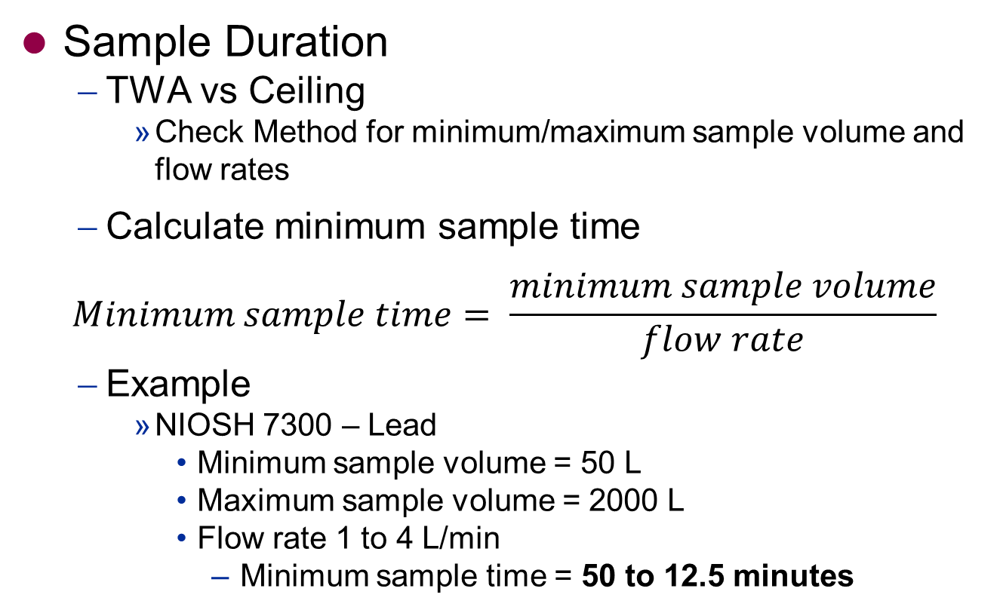 ● Sample Duration
– TWA vs Ceiling
» Check Method for minimum/maximum sample volume and
flow rates
– Calculate minimum sample time
Minimum sample time = minimum sample volume / flow rate
– Example
» NIOSH 7300 – Lead
• Minimum sample volume = 50 L
• Maximum sample volume = 2000 L
• Flow rate 1 to 4 L/min
– Minimum sample time = 50 to 12.5 minutes